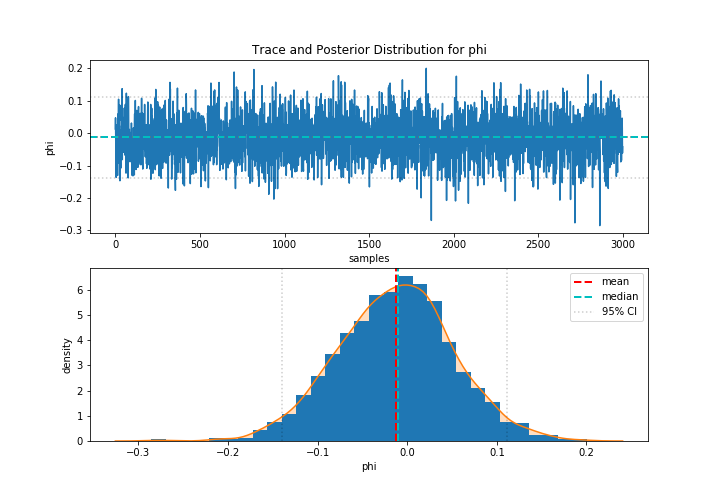 Trace and Posterior Distribution for phi
0.2
0.1
0.0
−0.1
−0.2
−0.3
phi
0 500 1000 1500 2000 2500 3000
samples
mean
median
95% CI
6
5
4
3
2
1
0
density
−0.3 −0.2 −0.1 0.0 0.1 0.2
phi